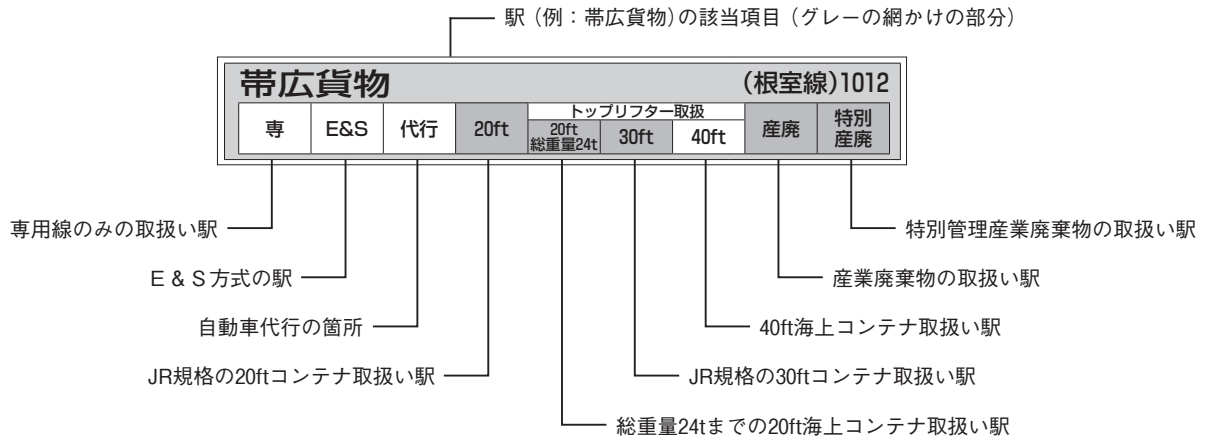 駅（例：帯広貨物）の該当項目（グレーの網かけの部分）
帯広貨物 (根室線)1012
トップリフター取扱
専 E&S 代行 20ft 20ft 総重量24t 30ft 40ft 産廃 特別産廃
専用線のみの取扱い駅 特別管理産業廃棄物の取扱い駅
E & S方式の駅 産業廃棄物の取扱い駅
自動車代行の箇所 40ft海上コンテナ取扱い駅
JR規格の20ftコンテナ取扱い駅 JR規格の30ftコンテナ取扱い駅
総重量24tまでの20ft海上コンテナ取扱い駅